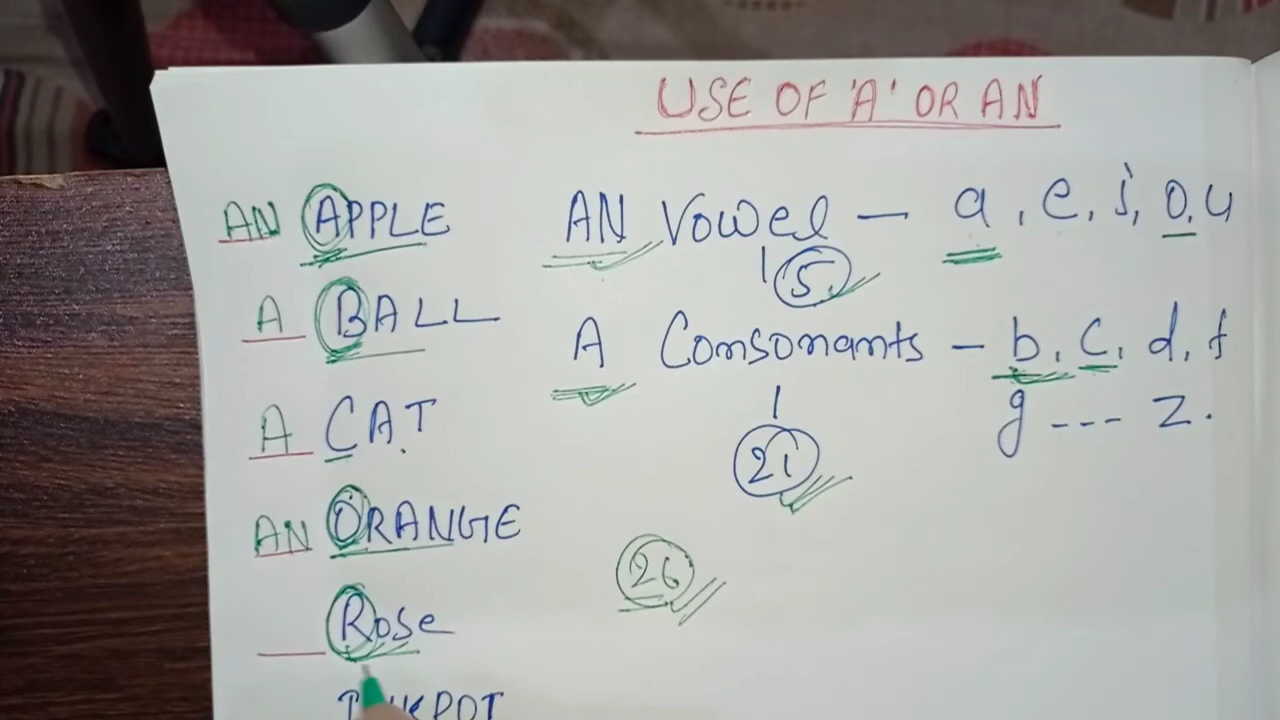 USE OF 'A' OR AN
AN APPLE
A BALL
A CAT
AN ORANGE
Rose
AN Vowel — a, e, i, o, u
5
A Consonants — b, c, d, f
g --- z.
21
26